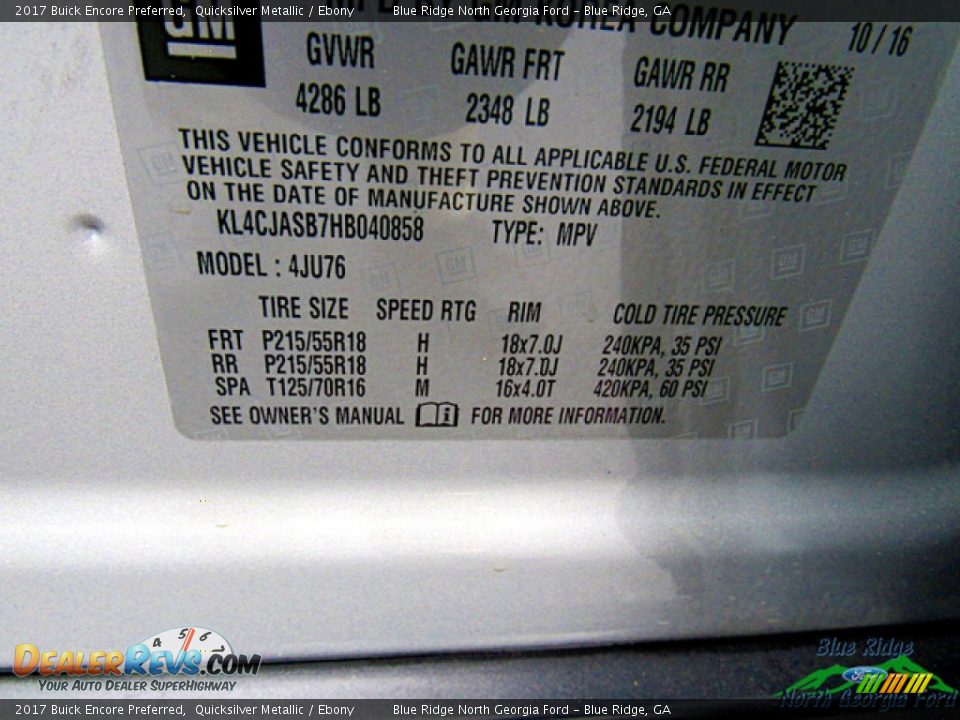 2017 Buick Encore Preferred, Quicksilver Metallic / Ebony Blue Ridge North Georgia Ford - Blue Ridge, GA
GM KOREA COMPANY 10/16
GVWR GAWR FRT GAWR RR
4286 LB 2348 LB 2194 LB
THIS VEHICLE CONFORMS TO ALL APPLICABLE U.S. FEDERAL MOTOR
VEHICLE SAFETY AND THEFT PREVENTION STANDARDS IN EFFECT
ON THE DATE OF MANUFACTURE SHOWN ABOVE.
KL4CJASB7HB040858 TYPE: MPV
MODEL : 4JU76
TIRE SIZE SPEED RTG RIM COLD TIRE PRESSURE
FRT P215/55R18 H 18x7.0J 240KPA, 35 PSI
RR P215/55R18 H 18x7.0J 240KPA, 35 PSI
SPA T125/70R16 M 16x4.0T 420KPA, 60 PSI
SEE OWNER'S MANUAL i FOR MORE INFORMATION.
4 5 6
DEALERREVS.COM
YOUR AUTO DEALER SUPERHIGHWAY
Blue Ridge
Ford
North Georgia Ford
2017 Buick Encore Preferred, Quicksilver Metallic / Ebony Blue Ridge North Georgia Ford - Blue Ridge, GA